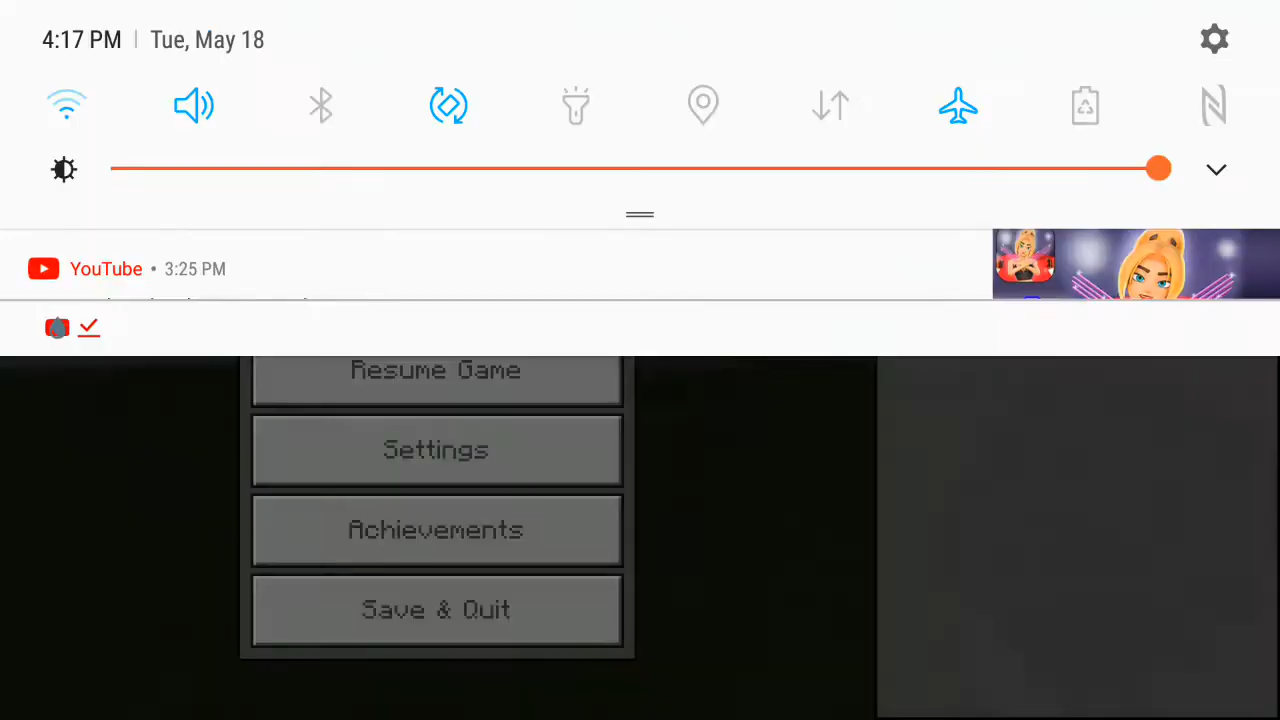 4:17 PM | Tue, May 18
YouTube • 3:25 PM
Resume Game
Settings
Achievements
Save & Quit